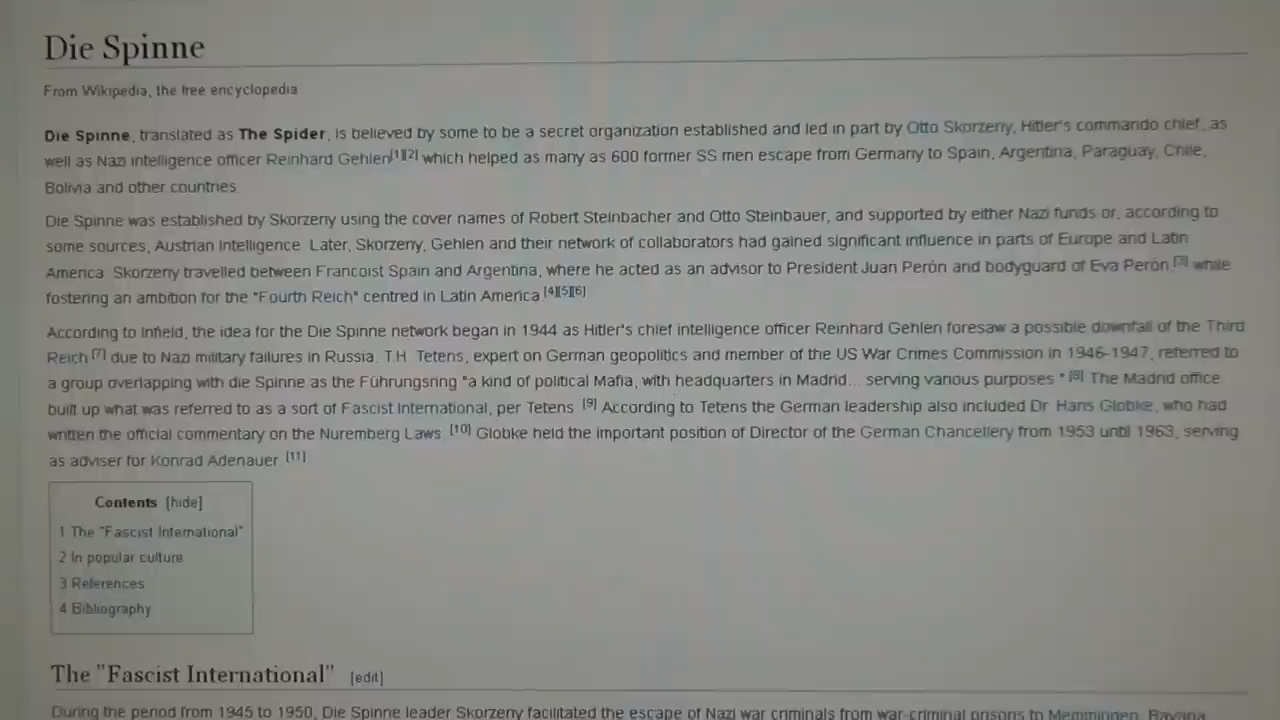 Die Spinne
From Wikipedia, the free encyclopedia
Die Spinne, translated as The Spider, is believed by some to be a secret organization established and led in part by Otto Skorzeny, Hitler's commando chief, as
well as Nazi intelligence officer Reinhard Gehlen[1][2] which helped as many as 600 former SS men escape from Germany to Spain, Argentina, Paraguay, Chile,
Bolivia and other countries.
Die Spinne was established by Skorzeny using the cover names of Robert Steinbacher and Otto Steinbauer, and supported by either Nazi funds or, according to
some sources, Austrian Intelligence. Later, Skorzeny, Gehlen and their network of collaborators had gained significant influence in parts of Europe and Latin
America. Skorzeny travelled between Francoist Spain and Argentina, where he acted as an advisor to President Juan Perón and bodyguard of Eva Perón,[3] while
fostering an ambition for the "Fourth Reich" centred in Latin America.[4][5][6]
According to Infield, the idea for the Die Spinne network began in 1944 as Hitler's chief intelligence officer Reinhard Gehlen foresaw a possible downfall of the Third
Reich[7] due to Nazi military failures in Russia. T.H. Tetens, expert on German geopolitics and member of the US War Crimes Commission in 1946-1947, referred to
a group overlapping with die Spinne as the Führungsring "a kind of political Mafia, with headquarters in Madrid... serving various purposes."[8] The Madrid office
built up what was referred to as a sort of Fascist International, per Tetens.[9] According to Tetens the German leadership also included Dr. Hans Globke, who had
written the official commentary on the Nuremberg Laws.[10] Globke held the important position of Director of the German Chancellery from 1953 until 1963, serving
as adviser for Konrad Adenauer.[11]
Contents [hide]
1 The "Fascist International"
2 In popular culture
3 References
4 Bibliography
The "Fascist International" [edit]
During the period from 1945 to 1950, Die Spinne leader Skorzeny facilitated the escape of Nazi war criminals from war-criminal prisons to Memmingen, Bavaria,